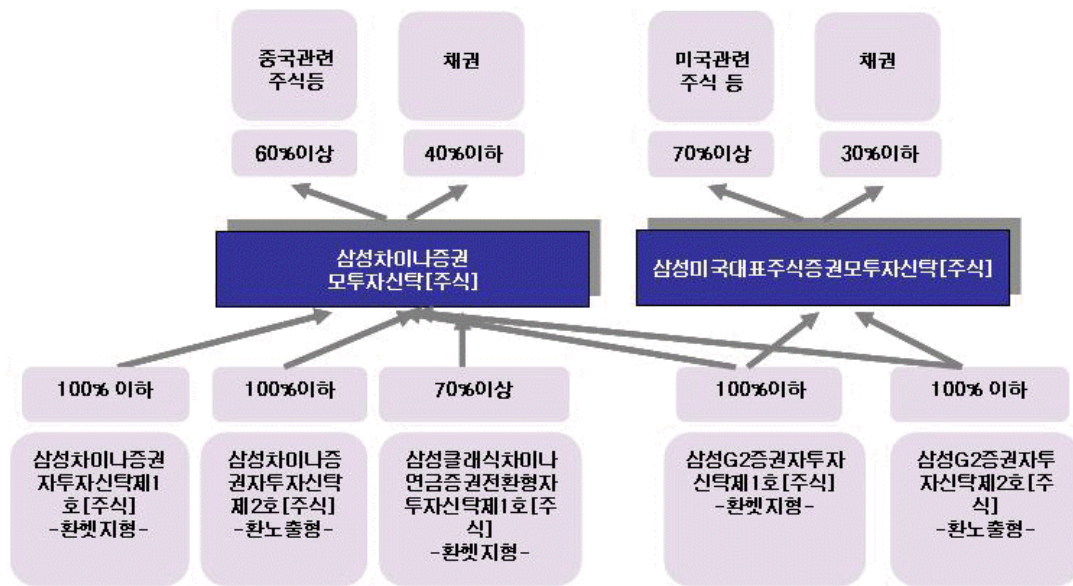 중국관련
주식등
채권
미국관련
주식 등
채권
60%이상
40%이하
70%이상
30%이하
삼성차이나증권
모투자신탁[주식]
삼성미국대표주식증권모투자신탁[주식]
100% 이하
100%이하
70%이상
100%이하
100% 이하
삼성차이나증권
자투자신탁제1
호[주식]
-환헷지형-
삼성차이나증
권자투자신탁
제2호[주식]
-환노출형-
삼성클래식차이나
연금증권전환형자
투자신탁제1호[주
식]
-환헷지형-
삼성G2증권자투자
신탁제1호[주식]
-환헷지형-
삼성G2증권자투
자신탁제2호[주
식]
-환노출형-